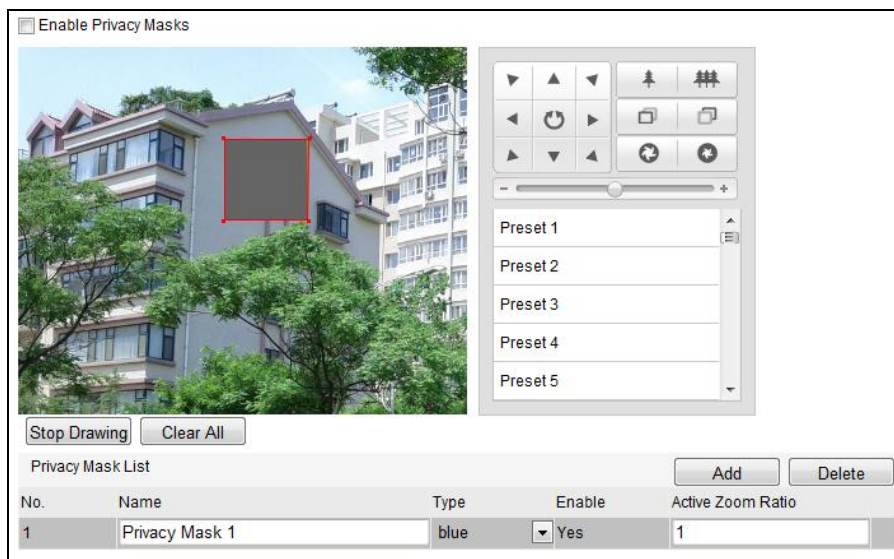 Enable Privacy Masks
Preset 1
Preset 2
Preset 3
Preset 4
Preset 5
Stop Drawing Clear All
Privacy Mask List Add Delete
No. Name Type Enable Active Zoom Ratio
1 Privacy Mask 1 blue Yes 1